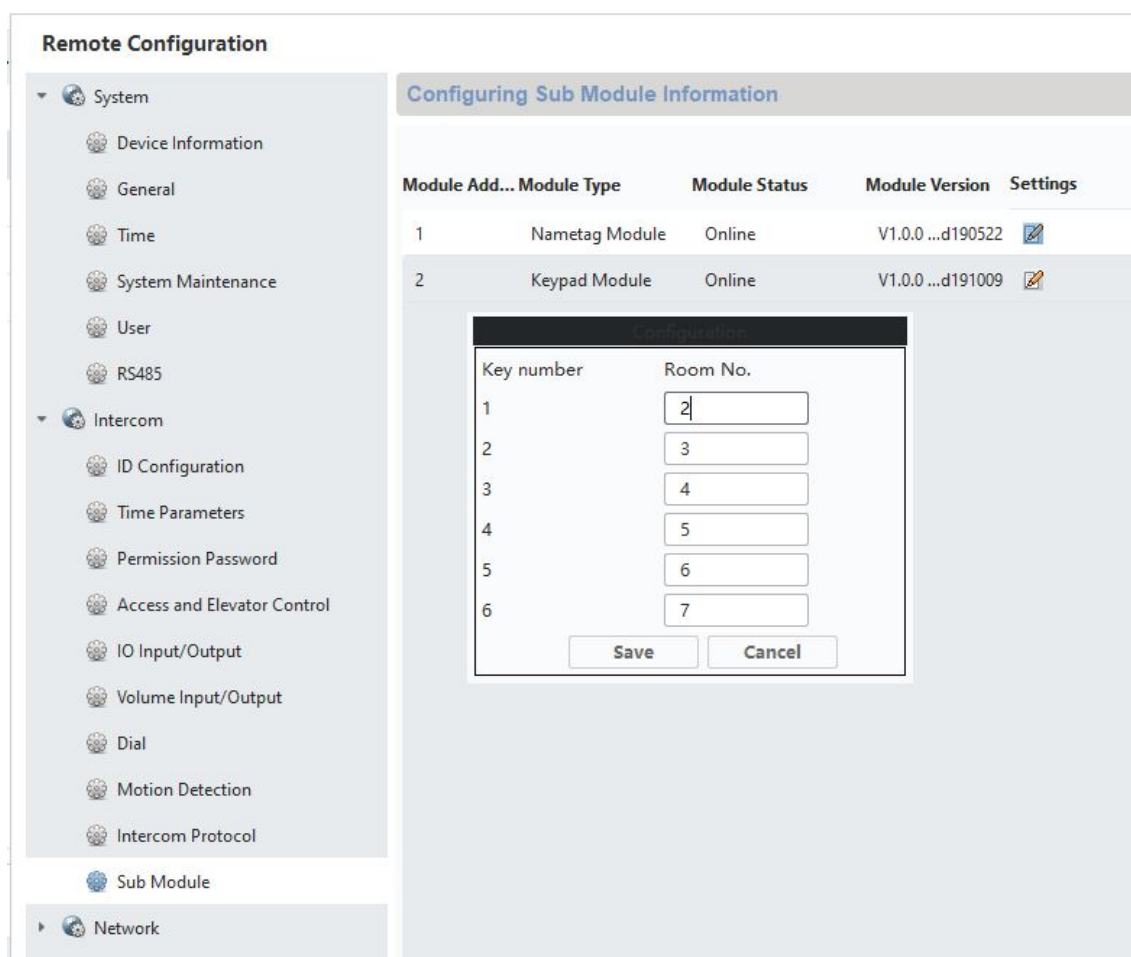 Remote Configuration
System
Device Information
General
Time
System Maintenance
User
RS485
Intercom
ID Configuration
Time Parameters
Permission Password
Access and Elevator Control
IO Input/Output
Volume Input/Output
Dial
Motion Detection
Intercom Protocol
Sub Module
Network
Configuring Sub Module Information
Module Add... Module Type Module Status Module Version Settings
1 Nametag Module Online V1.0.0 ...d190522
2 Keypad Module Online V1.0.0 ...d191009
Configuration
Key number Room No.
1 2
2 3
3 4
4 5
5 6
6 7
Save Cancel